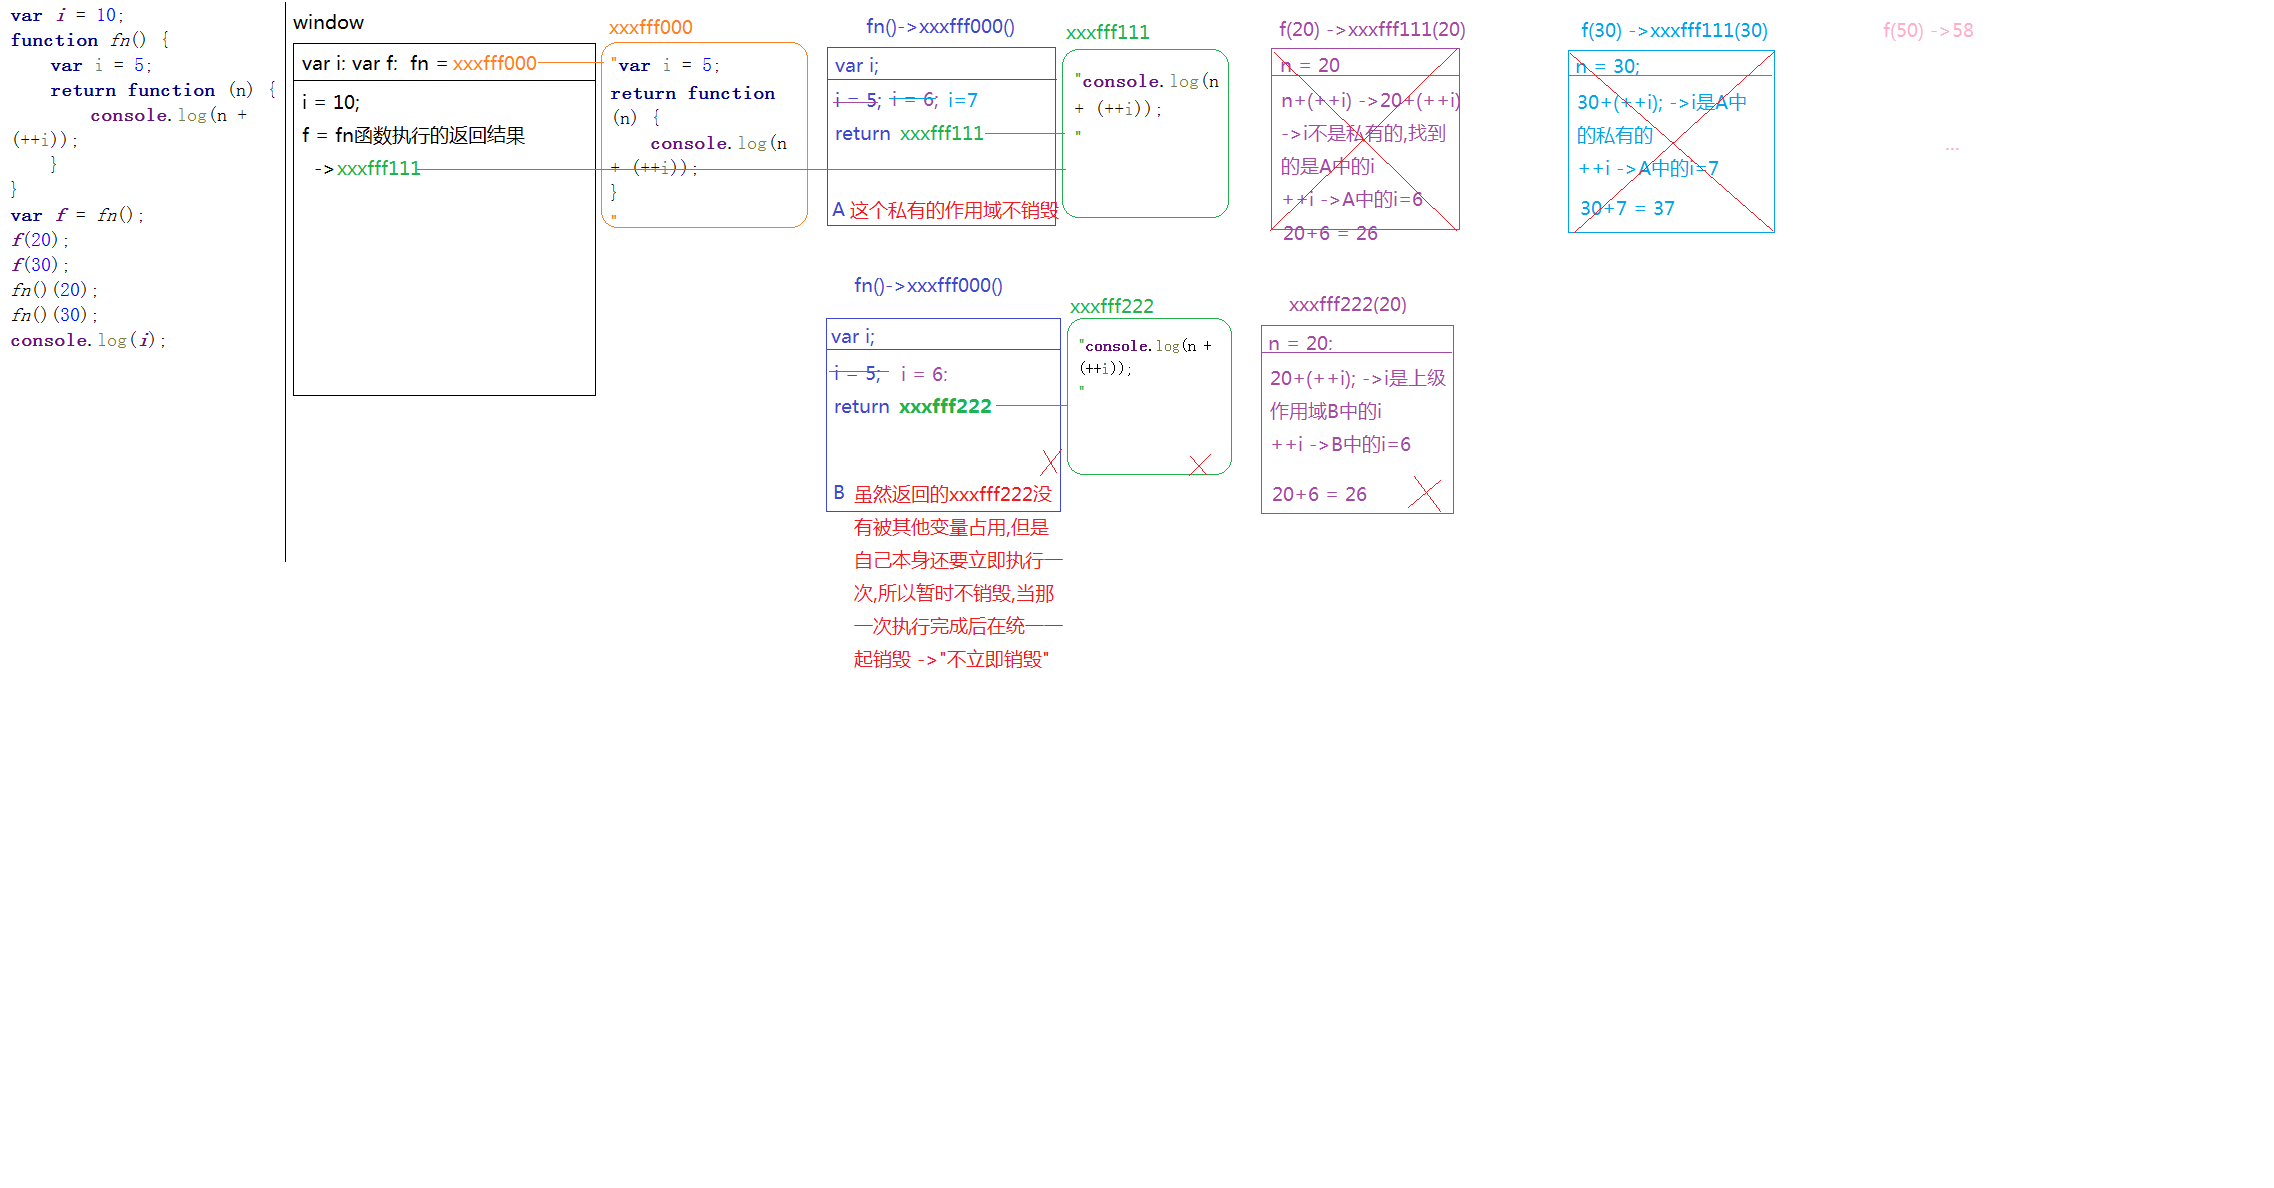 var i = 10;
function fn() {
    var i = 5;
    return function (n) {
        console.log(n +
(++i));
    }
}
var f = fn();
f(20);
f(30);
fn()(20);
fn()(30);
console.log(i);
window
var i: var f:  fn = xxxfff000
i = 10;
f = fn函数执行的返回结果
->xxxfff111
xxxfff000
"var i = 5;
return function
(n) {
    console.log(n
+ (++i));
}
"
fn()->xxxfff000()
var i;
i = 5; i = 6; i=7
return xxxfff111
A 这个私有的作用域不销毁
xxxfff111
"console.log(n
+ (++i));
"
f(20) ->xxxfff111(20)
n = 20
n+(++i) ->20+(++i)
->i不是私有的,找到
的是A中的i
++i ->A中的i=6
20+6 = 26
f(30) ->xxxfff111(30)
n = 30;
30+(++i); ->i是A中
的私有的
++i ->A中的i=7
30+7 = 37
f(50) ->58
...
fn()->xxxfff000()
var i;
i = 5; i = 6:
return xxxfff222
B 虽然返回的xxxfff222没
有被其他变量占用,但是
自己本身还要立即执行一
次,所以暂时不销毁,当那
一次执行完成后在统一一
起销毁 ->"不立即销毁"
xxxfff222
"console.log(n +
(++i));
"
xxxfff222(20)
n = 20:
20+(++i); ->i是上级
作用域B中的i
++i ->B中的i=6
20+6 = 26